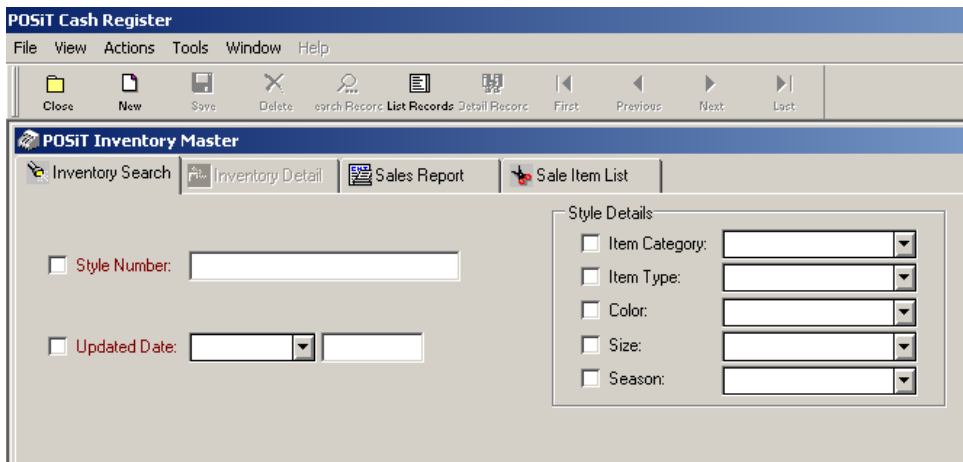 POSiT Cash Register
File View Actions Tools Window Help
Close New Save Delete earch Recorc List Records Detail Recorc First Previous Next Last
POSiT Inventory Master
Inventory Search Inventory Detail Sales Report Sale Item List
Style Details
Item Category:
Style Number:
Item Type:
Color:
Updated Date:
Size:
Season: